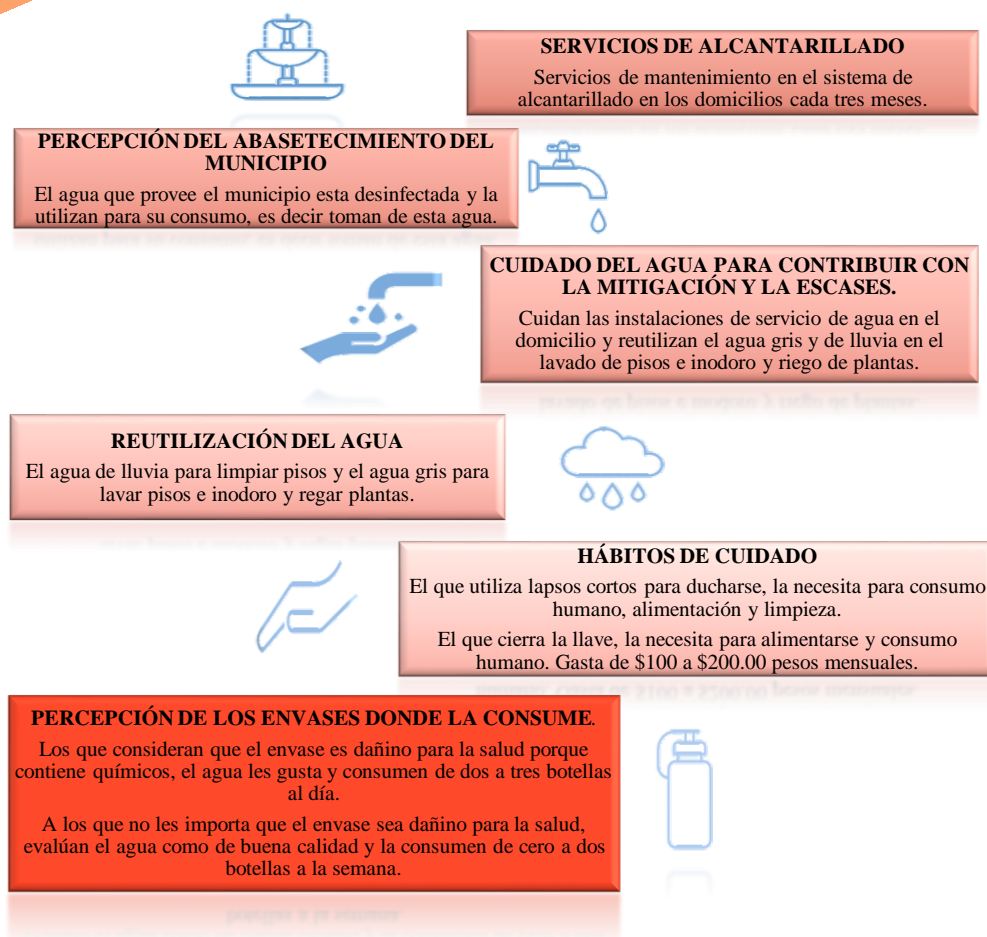 SERVICIOS DE ALCANTARILLADO
Servicios de mantenimiento en el sistema de
alcantarillado en los domicilios cada tres meses.
PERCEPCIÓN DEL ABASETECIMIENTO DEL
MUNICIPIO
El agua que provee el municipio esta desinfectada y la
utilizan para su consumo, es decir toman de esta agua.
CUIDADO DEL AGUA PARA CONTRIBUIR CON
LA MITIGACIÓN Y LA ESCASES.
Cuidan las instalaciones de servicio de agua en el
domicilio y reutilizan el agua gris y de lluvia en el
lavado de pisos e inodoro y riego de plantas.
REUTILIZACIÓN DEL AGUA
El agua de lluvia para limpiar pisos y el agua gris para
lavar pisos e inodoro y regar plantas.
HÁBITOS DE CUIDADO
El que utiliza lapsos cortos para ducharse, la necesita para consumo
humano, alimentación y limpieza.
El que cierra la llave, la necesita para alimentarse y consumo
humano. Gasta de $100 a $200.00 pesos mensuales.
PERCEPCIÓN DE LOS ENVASES DONDE LA CONSUME.
Los que consideran que el envase es dañino para la salud porque
contiene químicos, el agua les gusta y consumen de dos a tres botellas
al día.
A los que no les importa que el envase sea dañino para la salud,
evalúan el agua como de buena calidad y la consumen de cero a dos
botellas a la semana.